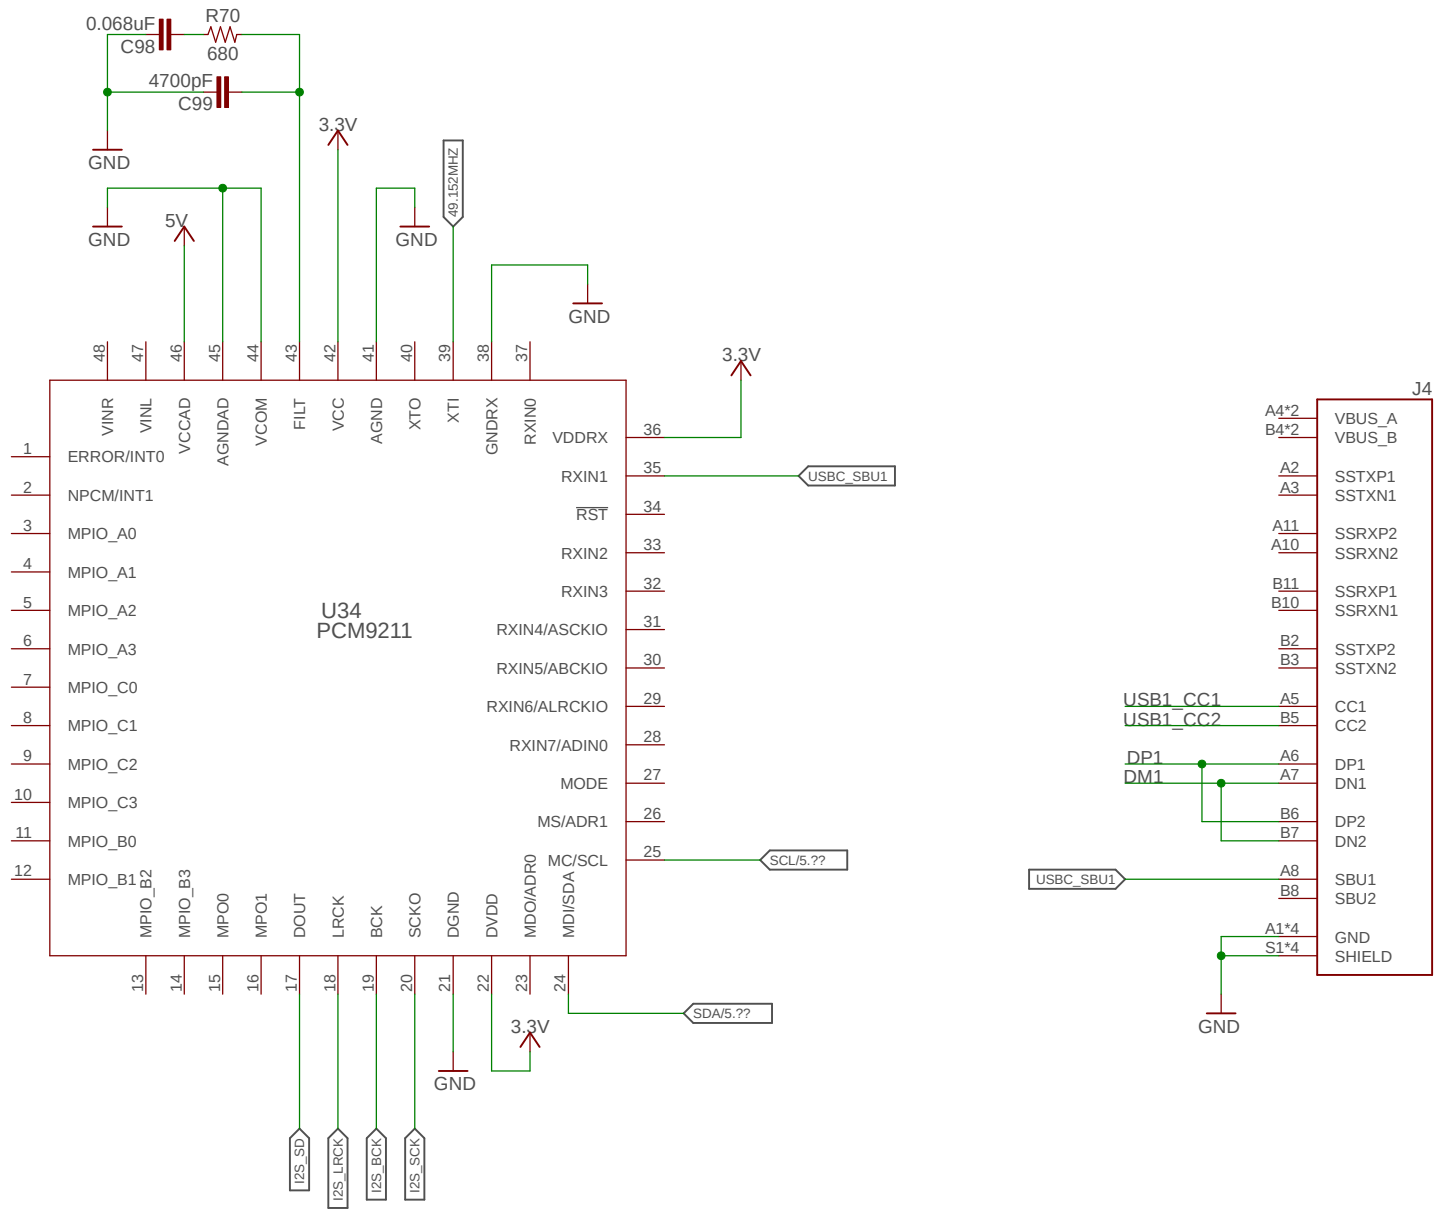 0.068uF
C98
R70
680
4700pF
C99
GND
3.3V
49.152MHZ
GND
5V
GND
GND
48
47
46
45
44
43
42
41
40
39
38
37
VINR
VINL
VCCAD
AGNDAD
VCOM
FILT
VCC
AGND
XTO
XTI
GNDRX
RXIN0
3.3V
1 ERROR/INT0
2 NPCM/INT1
3 MPIO_A0
4 MPIO_A1
5 MPIO_A2
6 MPIO_A3
7 MPIO_C0
8 MPIO_C1
9 MPIO_C2
10 MPIO_C3
11 MPIO_B0
12 MPIO_B1
U34
PCM9211
VDDRX 36
RXIN1 35
USBC_SBU1
RST 34
RXIN2 33
RXIN3 32
RXIN4/ASCKIO 31
RXIN5/ABCKIO 30
RXIN6/ALRCKIO 29
RXIN7/ADIN0 28
MODE 27
MS/ADR1 26
MC/SCL 25
SCL/5.??
MPIO_B2
MPIO_B3
MPO0
MPO1
DOUT
LRCK
BCK
SCKO
DGND
DVDD
MDO/ADR0
MDI/SDA
13
14
15
16
17
18
19
20
21
22
23
24
SDA/5.??
3.3V
GND
I2S_SD
I2S_LRCK
I2S_BCK
I2S_SCK
J4
A4*2 VBUS_A
B4*2 VBUS_B
A2 SSTXP1
A3 SSTXN1
A11 SSRXP2
A10 SSRXN2
B11 SSRXP1
B10 SSRXN1
B2 SSTXP2
B3 SSTXN2
USB1_CC1 A5 CC1
USB1_CC2 B5 CC2
DP1 A6 DP1
DM1 A7 DN1
B6 DP2
B7 DN2
USBC_SBU1 A8 SBU1
B8 SBU2
A1*4 GND
S1*4 SHIELD
GND